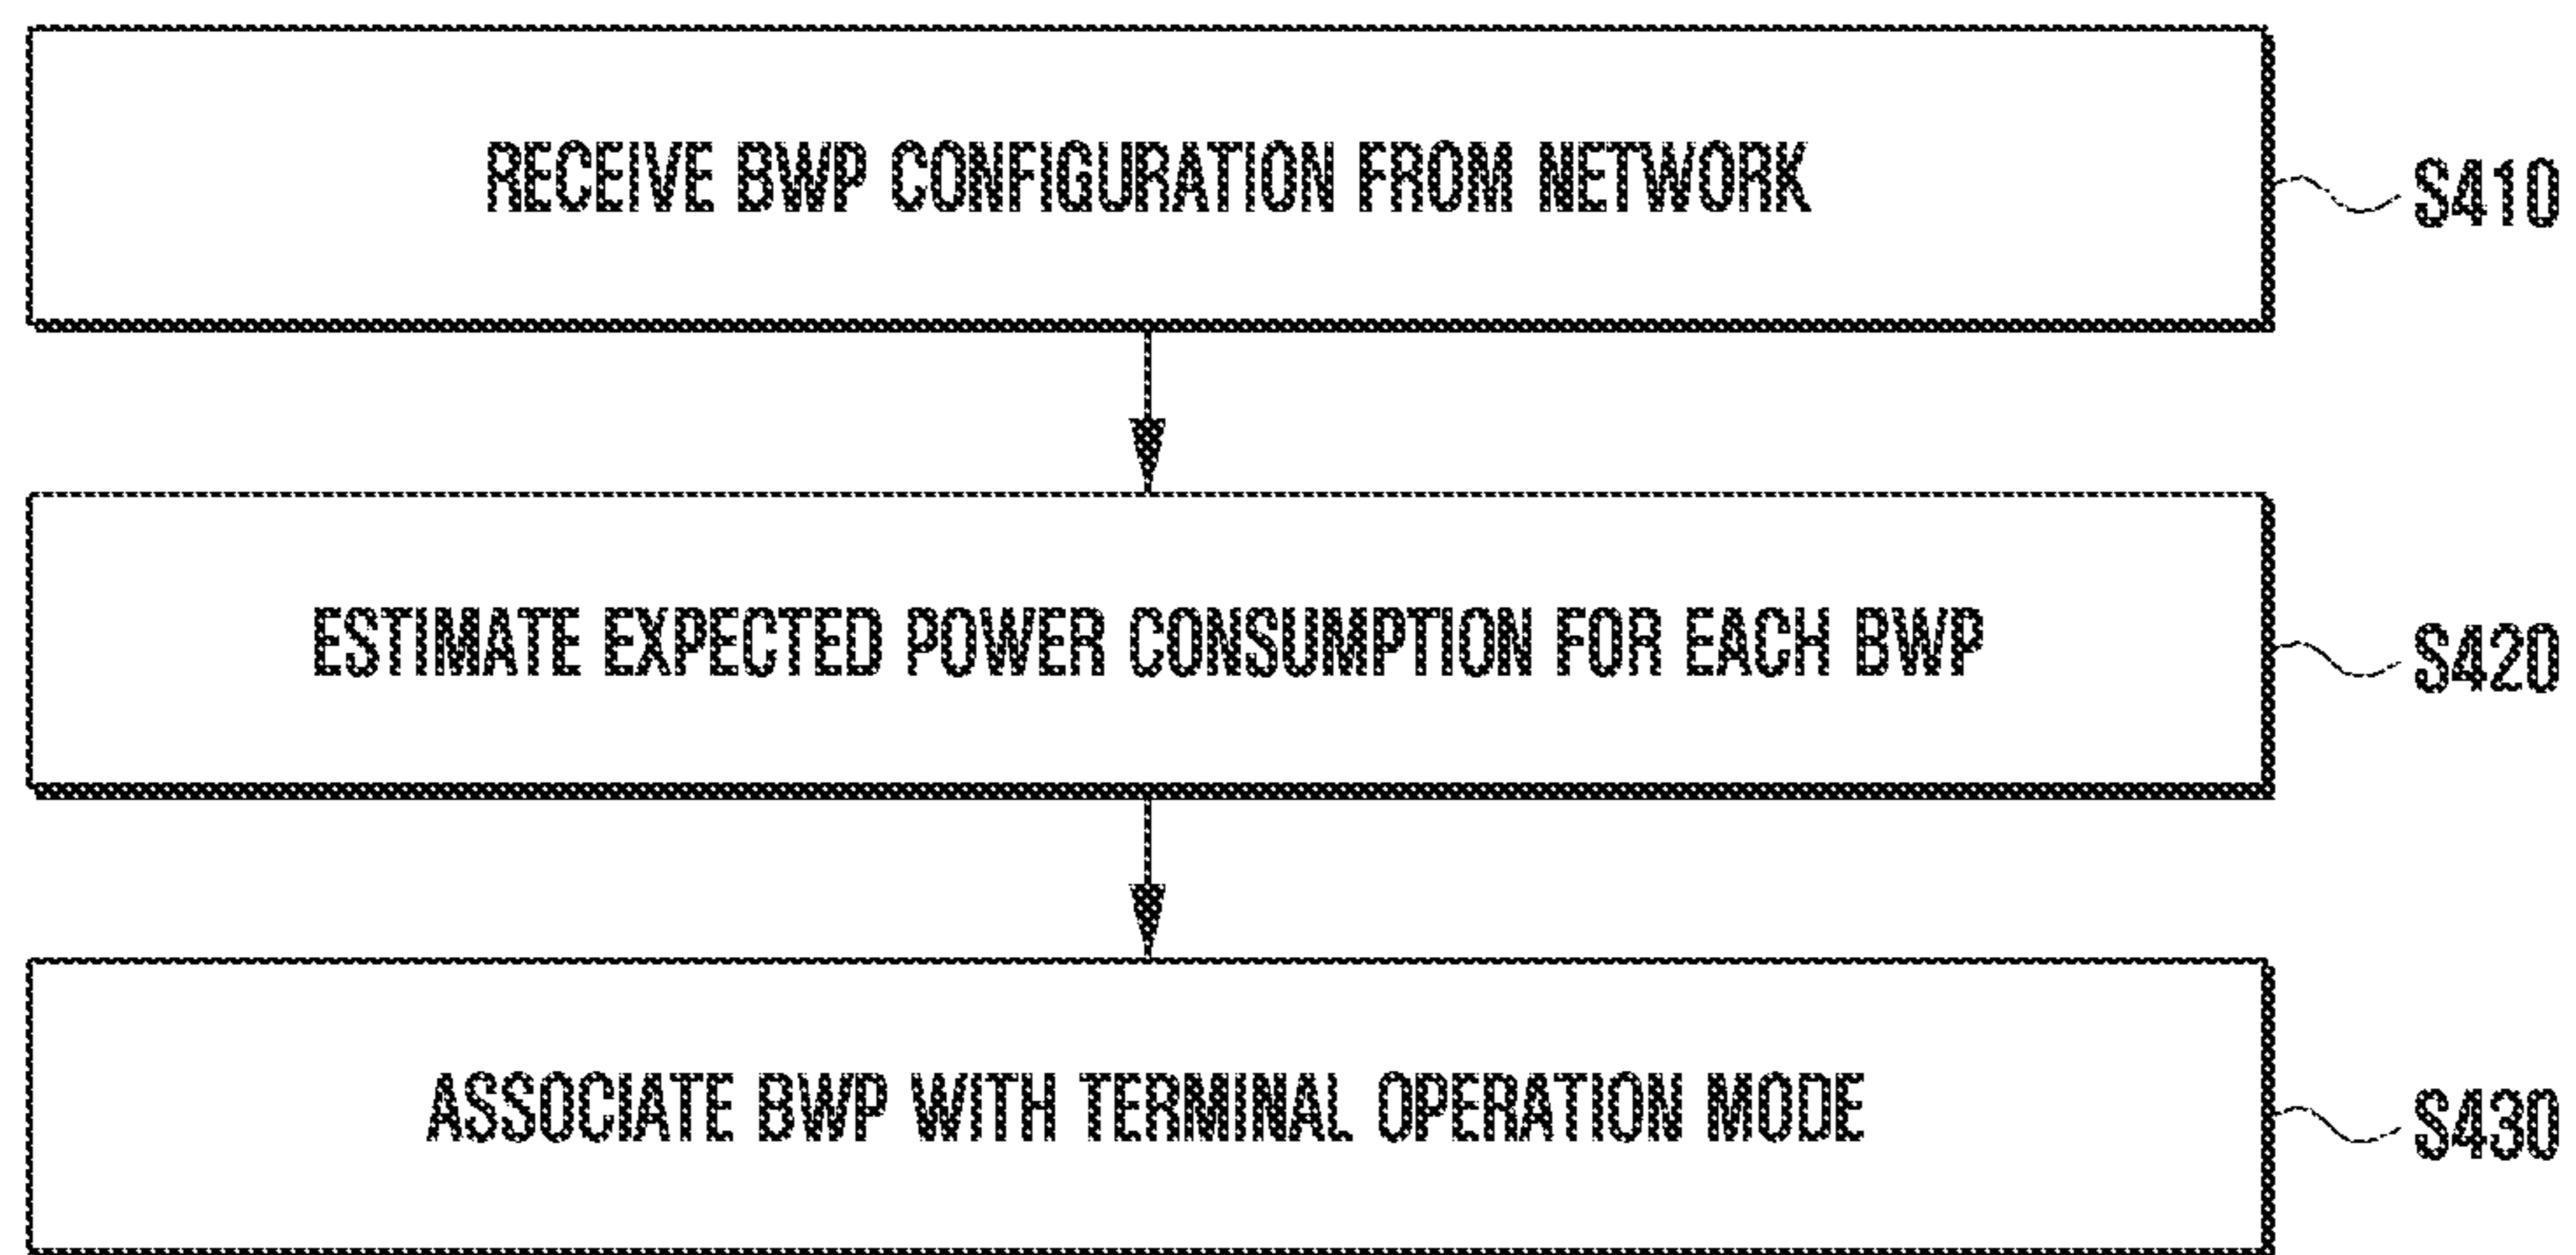 RECEIVE BWP CONFIGURATION FROM NETWORK
S410
ESTIMATE EXPECTED POWER CONSUMPTION FOR EACH BWP
S420
ASSOCIATE BWP WITH TERMINAL OPERATION MODE
S430